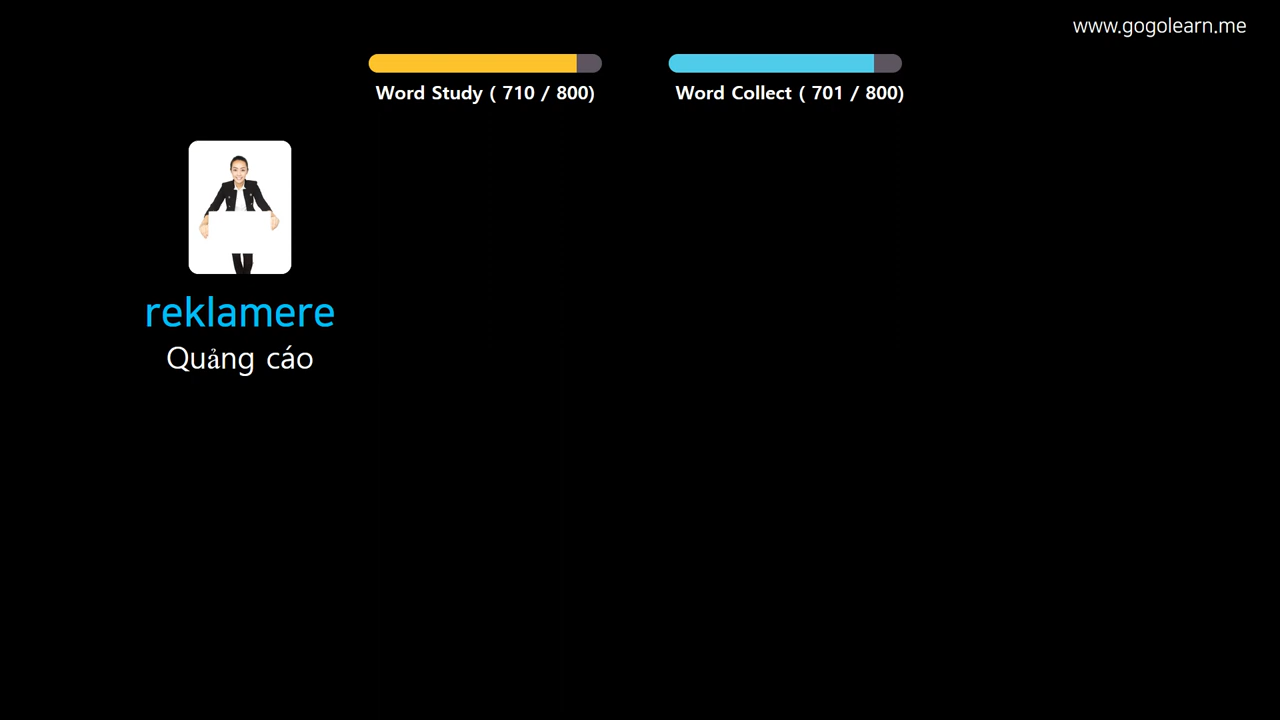 www.gogolearn.me
Word Study ( 710 / 800)
Word Collect ( 701 / 800)
reklamere
Quảng cáo